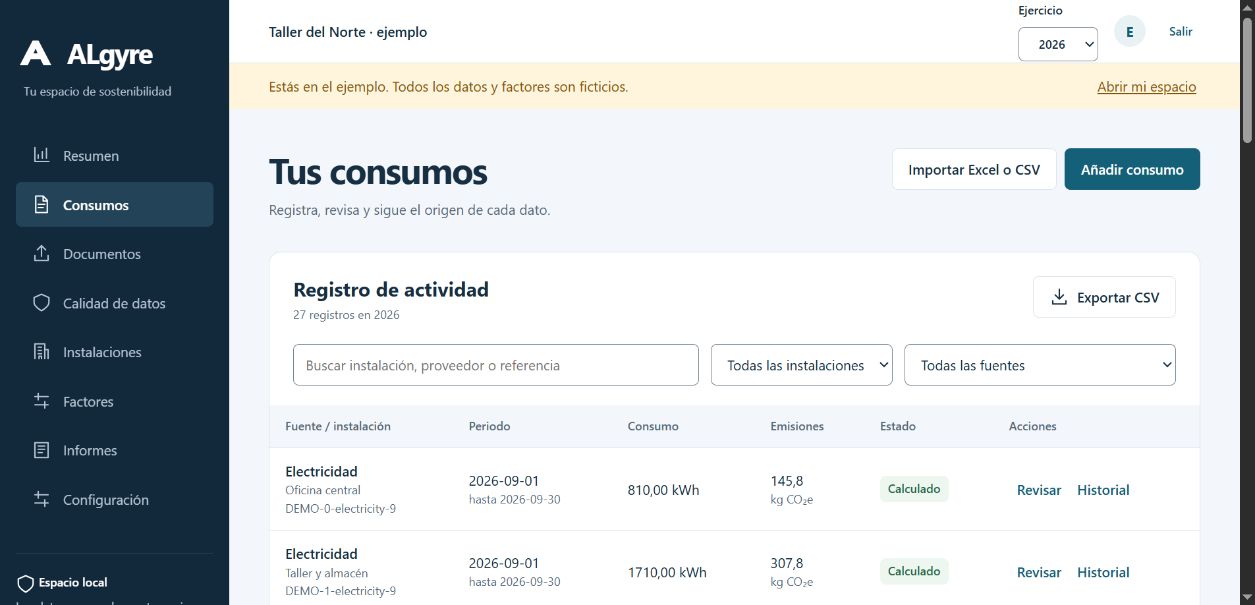 ALgyre
Tu espacio de sostenibilidad
Resumen
Consumos
Documentos
Calidad de datos
Instalaciones
Factores
Informes
Configuración
Espacio local
Taller del Norte · ejemplo
Ejercicio
2026
E
Salir
Estás en el ejemplo. Todos los datos y factores son ficticios.
Abrir mi espacio
Tus consumos
Registra, revisa y sigue el origen de cada dato.
Importar Excel o CSV
Añadir consumo
Registro de actividad
27 registros en 2026
Exportar CSV
Buscar instalación, proveedor o referencia
Todas las instalaciones
Todas las fuentes
Fuente / instalación Periodo Consumo Emisiones Estado Acciones
Electricidad
Oficina central
DEMO-0-electricity-9
2026-09-01
hasta 2026-09-30
810,00 kWh
145,8
kg CO₂e
Calculado
Revisar Historial
Electricidad
Taller y almacén
DEMO-1-electricity-9
2026-09-01
hasta 2026-09-30
1710,00 kWh
307,8
kg CO₂e
Calculado
Revisar Historial